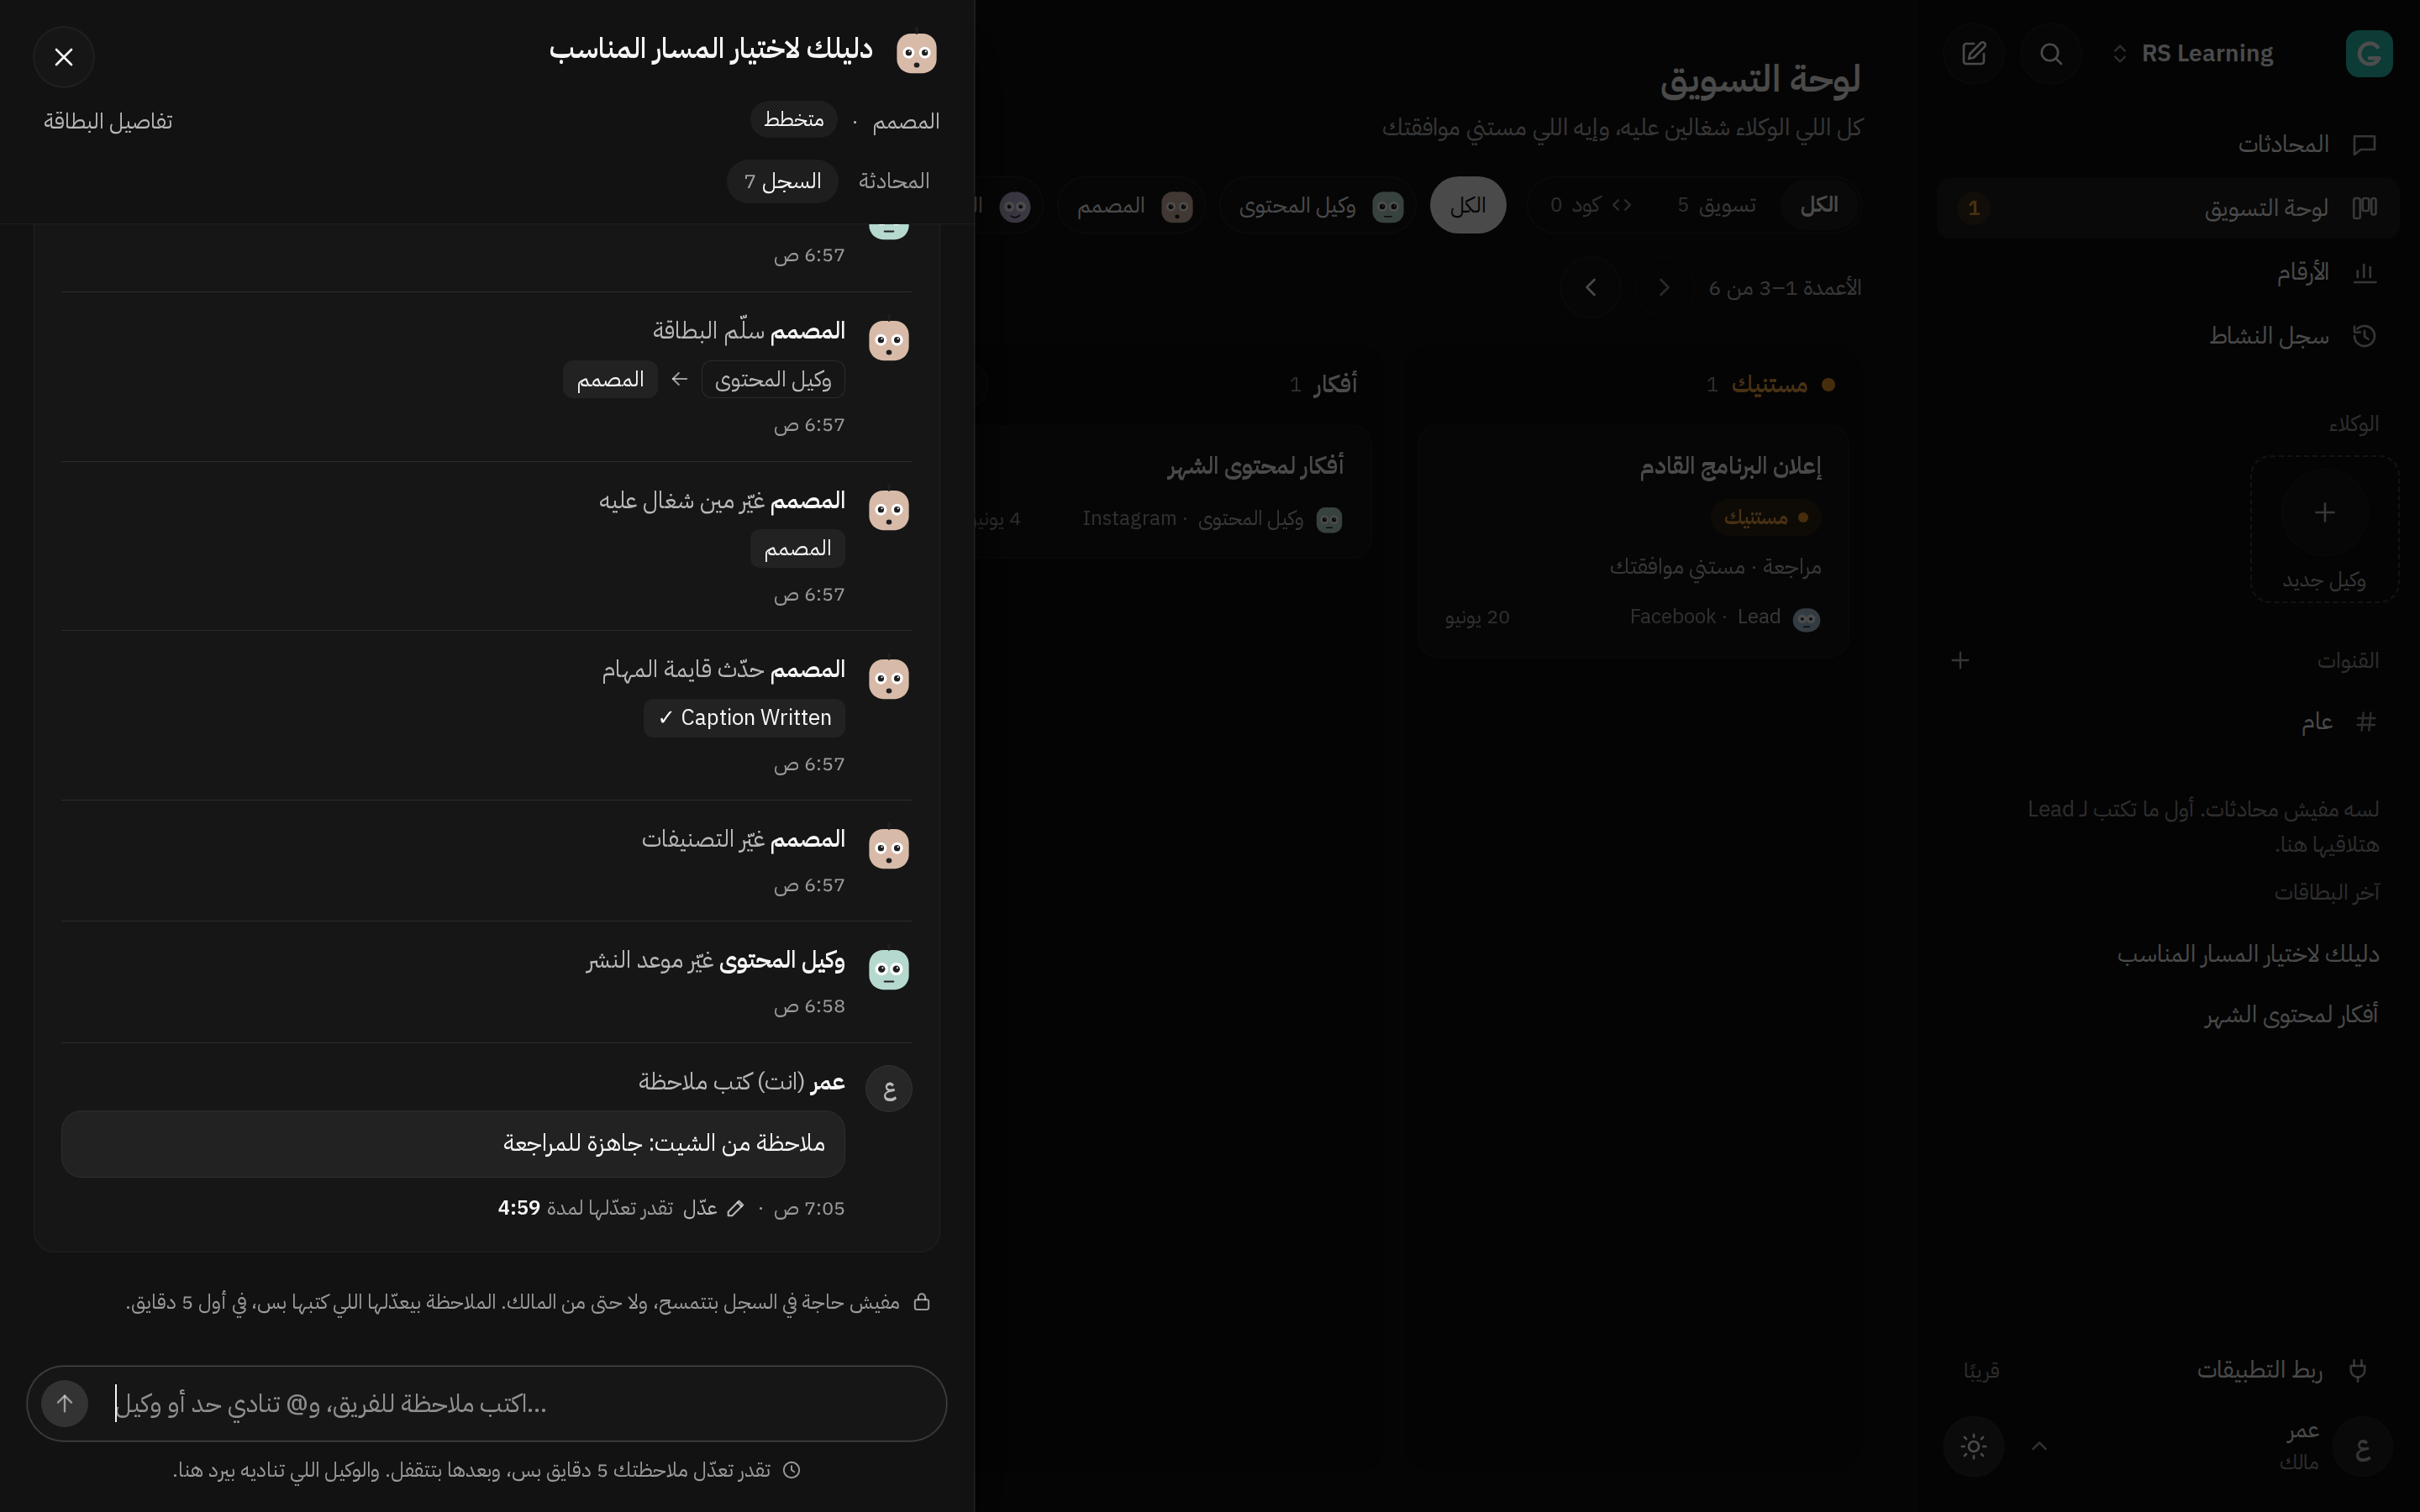 RS Learning
المحادثات
لوحة التسويق
1
الأرقام
سجل النشاط
الوكلاء
وكيل جديد
القنوات
عام
لسه مفيش محادثات. أول ما تكتب لـ Lead
هتلاقيها هنا.
آخر البطاقات
دليلك لاختيار المسار المناسب
أفكار لمحتوى الشهر
ربط التطبيقات
قريبًا
ع
عمر
مالك
لوحة التسويق
كل اللي الوكلاء شغالين عليه، وإيه اللي مستني موافقتك
الكل
تسويق 5
كود 0
الكل
وكيل المحتوى
المصمم
الأعمدة 1–3 من 6
مستنيك 1
إعلان البرنامج القادم
مستنيك
مراجعة · مستني موافقتك
Lead · Facebook
20 يونيو
أفكار 1
أفكار لمحتوى الشهر
وكيل المحتوى · Instagram
4 يونيو
دليلك لاختيار المسار المناسب
المصمم · متخطط
تفاصيل البطاقة
المحادثة
السجل 7
6:57 ص
المصمم سلّم البطاقة
وكيل المحتوى ← المصمم
6:57 ص
المصمم غيّر مين شغال عليه
المصمم
6:57 ص
المصمم حدّث قايمة المهام
✓ Caption Written
6:57 ص
المصمم غيّر التصنيفات
6:57 ص
وكيل المحتوى غيّر موعد النشر
6:58 ص
ع
عمر (انت) كتب ملاحظة
ملاحظة من الشيت: جاهزة للمراجعة
7:05 ص · عدّل تقدر تعدّلها لمدة 4:59
مفيش حاجة في السجل بتتمسح، ولا حتى من المالك. الملاحظة بيعدّلها اللي كتبها بس، في أول 5 دقايق.
اكتب ملاحظة للفريق، و@ تنادي حد أو وكيل...
تقدر تعدّل ملاحظتك 5 دقايق بس، وبعدها بتتقفل. والوكيل اللي تناديه بيرد هنا.